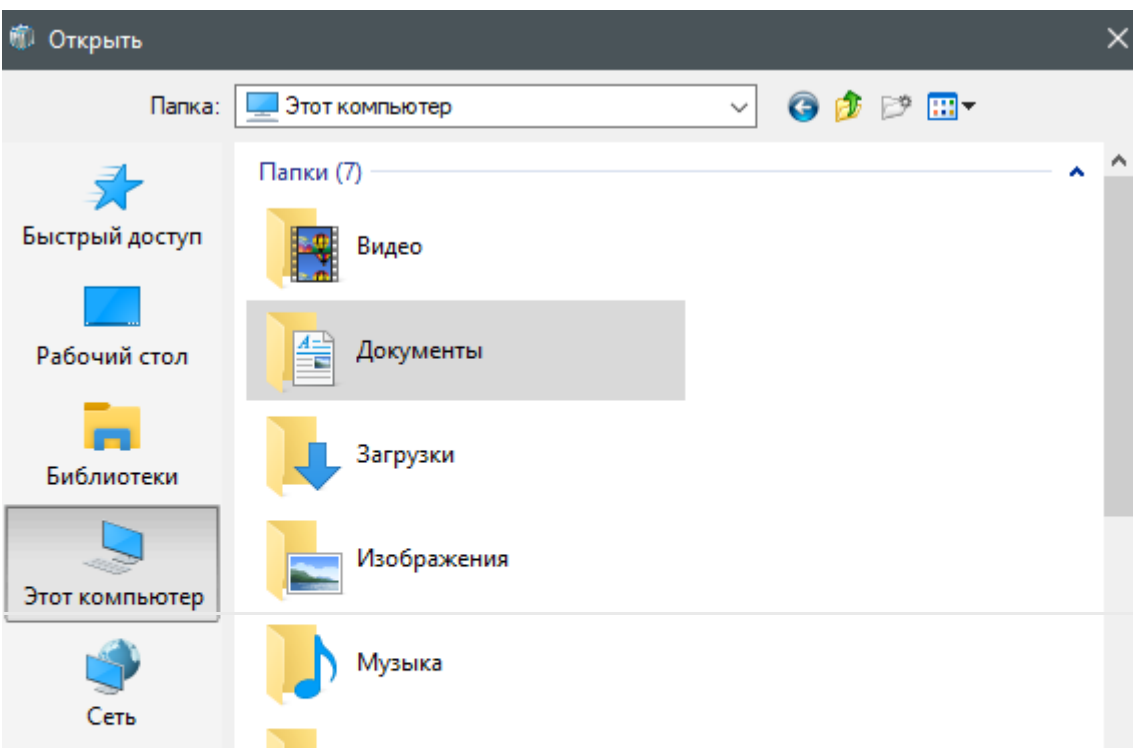 Открыть
Папка: Этот компьютер
Папки (7)
Быстрый доступ
Рабочий стол
Библиотеки
Этот компьютер
Сеть
Видео
Документы
Загрузки
Изображения
Музыка